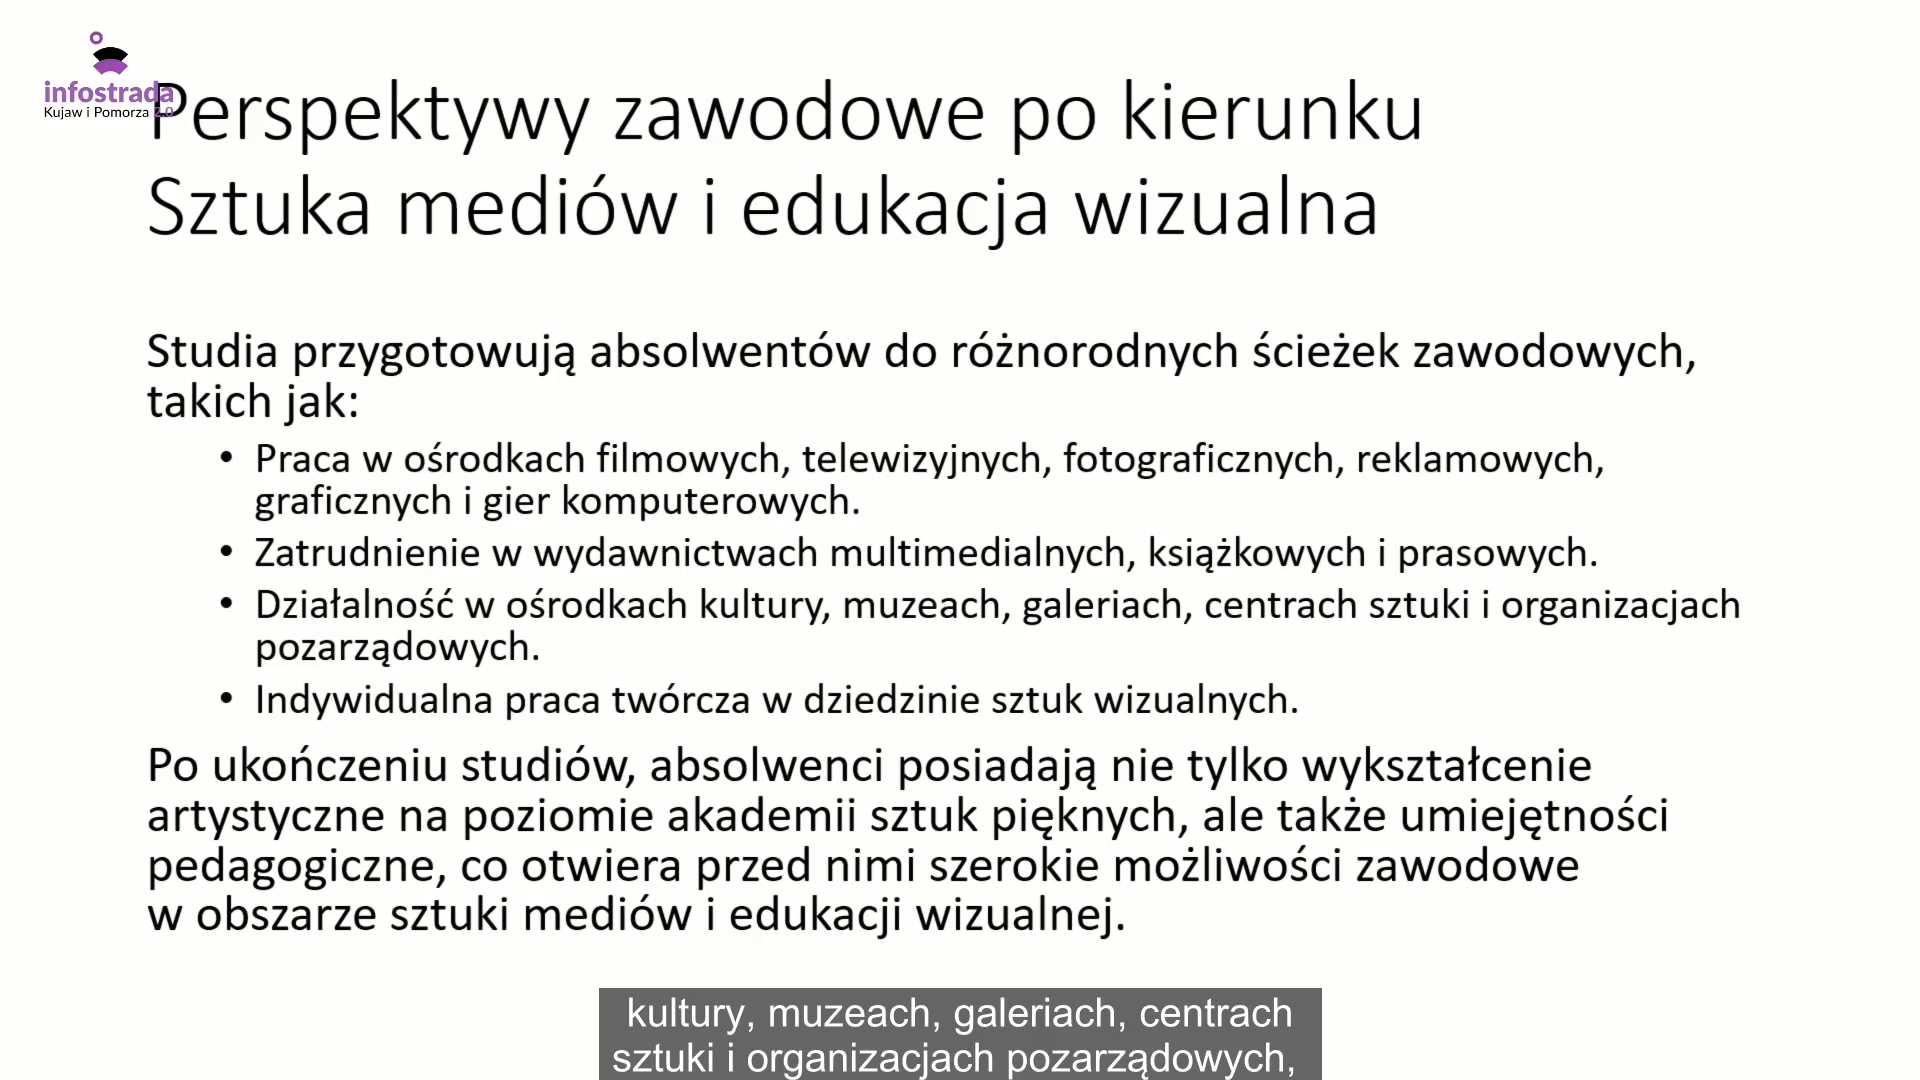 infostrada
Kujaw i Pomorza 2.0
Perspektywy zawodowe po kierunku
Sztuka mediów i edukacja wizualna
Studia przygotowują absolwentów do różnorodnych ścieżek zawodowych,
takich jak:
• Praca w ośrodkach filmowych, telewizyjnych, fotograficznych, reklamowych,
graficznych i gier komputerowych.
• Zatrudnienie w wydawnictwach multimedialnych, książkowych i prasowych.
• Działalność w ośrodkach kultury, muzeach, galeriach, centrach sztuki i organizacjach
pozarządowych.
• Indywidualna praca twórcza w dziedzinie sztuk wizualnych.
Po ukończeniu studiów, absolwenci posiadają nie tylko wykształcenie
artystyczne na poziomie akademii sztuk pięknych, ale także umiejętności
pedagogiczne, co otwiera przed nimi szerokie możliwości zawodowe
w obszarze sztuki mediów i edukacji wizualnej.
kultury, muzeach, galeriach, centrach
sztuki i organizacjach pozarządowych,